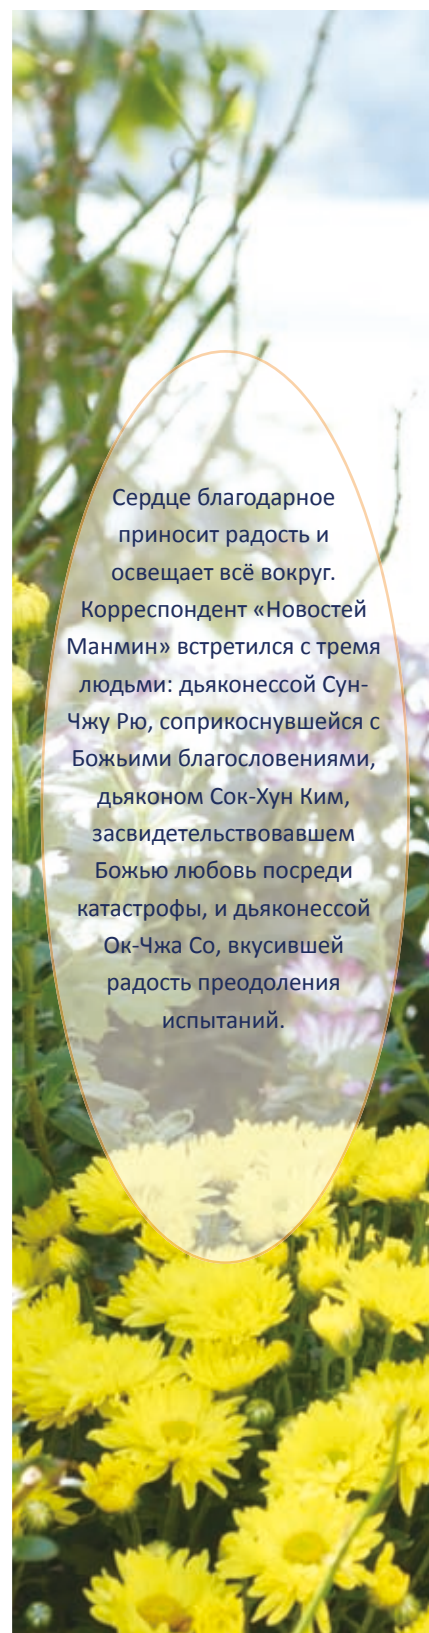 Сердце благодарное
приносит радость и
освещает всё вокруг.
Корреспондент «Новостей
Манмин» встретился с тремя
людьми: дьяконессой Сун-
Чжу Рю, соприкоснувшейся с
Божьими благословениями,
дьяконом Сок-Хун Ким,
засвидетельствовавшем
Божью любовь посреди
катастрофы, и дьяконессой
Ок-Чжа Со, вкусившей
радость преодоления
испытаний.